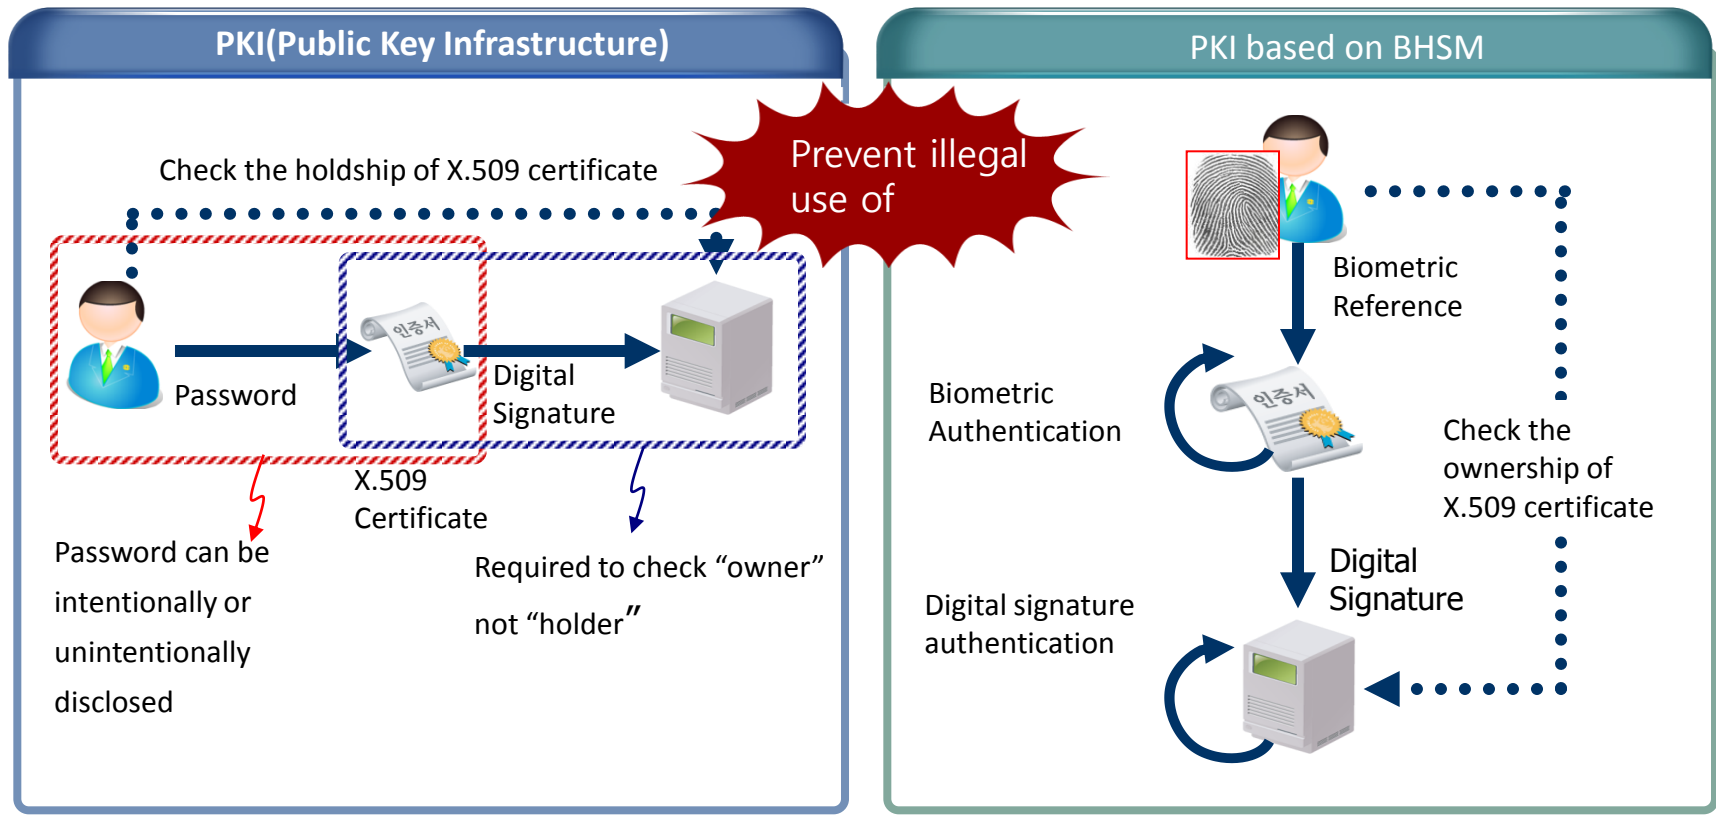 PKI(Public Key Infrastructure)
Check the holdship of X.509 certificate
인증서
Password
Digital
Signature
X.509
Certificate
Password can be
intentionally or
unintentionally
disclosed
Required to check “owner”
not “holder”
Prevent illegal
use of
PKI based on BHSM
Biometric
Reference
인증서
Biometric
Authentication
Check the
ownership of
X.509 certificate
Digital
Signature
Digital signature
authentication